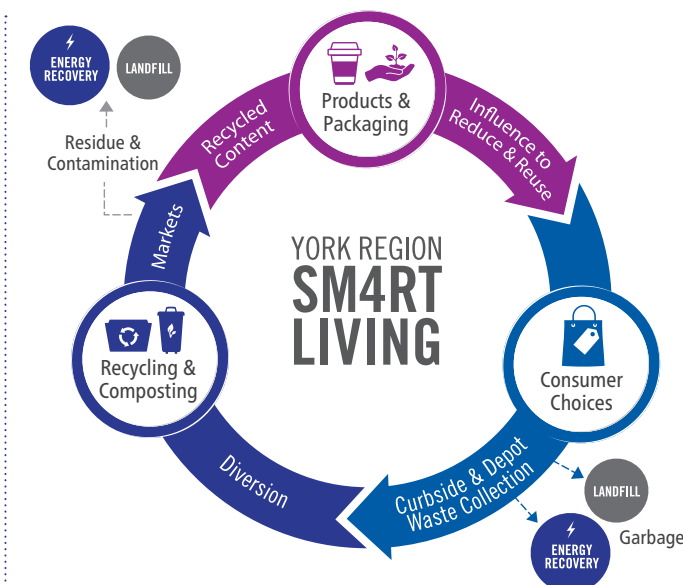 ENERGY
RECOVERY
LANDFILL
Residue &
Contamination
Recycled
Content
Products &
Packaging
Influence to
Reduce & Reuse
Markets
YORK REGION
SM4RT
LIVING
Recycling &
Composting
Consumer
Choices
Diversion
Curbside & Depot
Waste Collection
LANDFILL
Garbage
ENERGY
RECOVERY